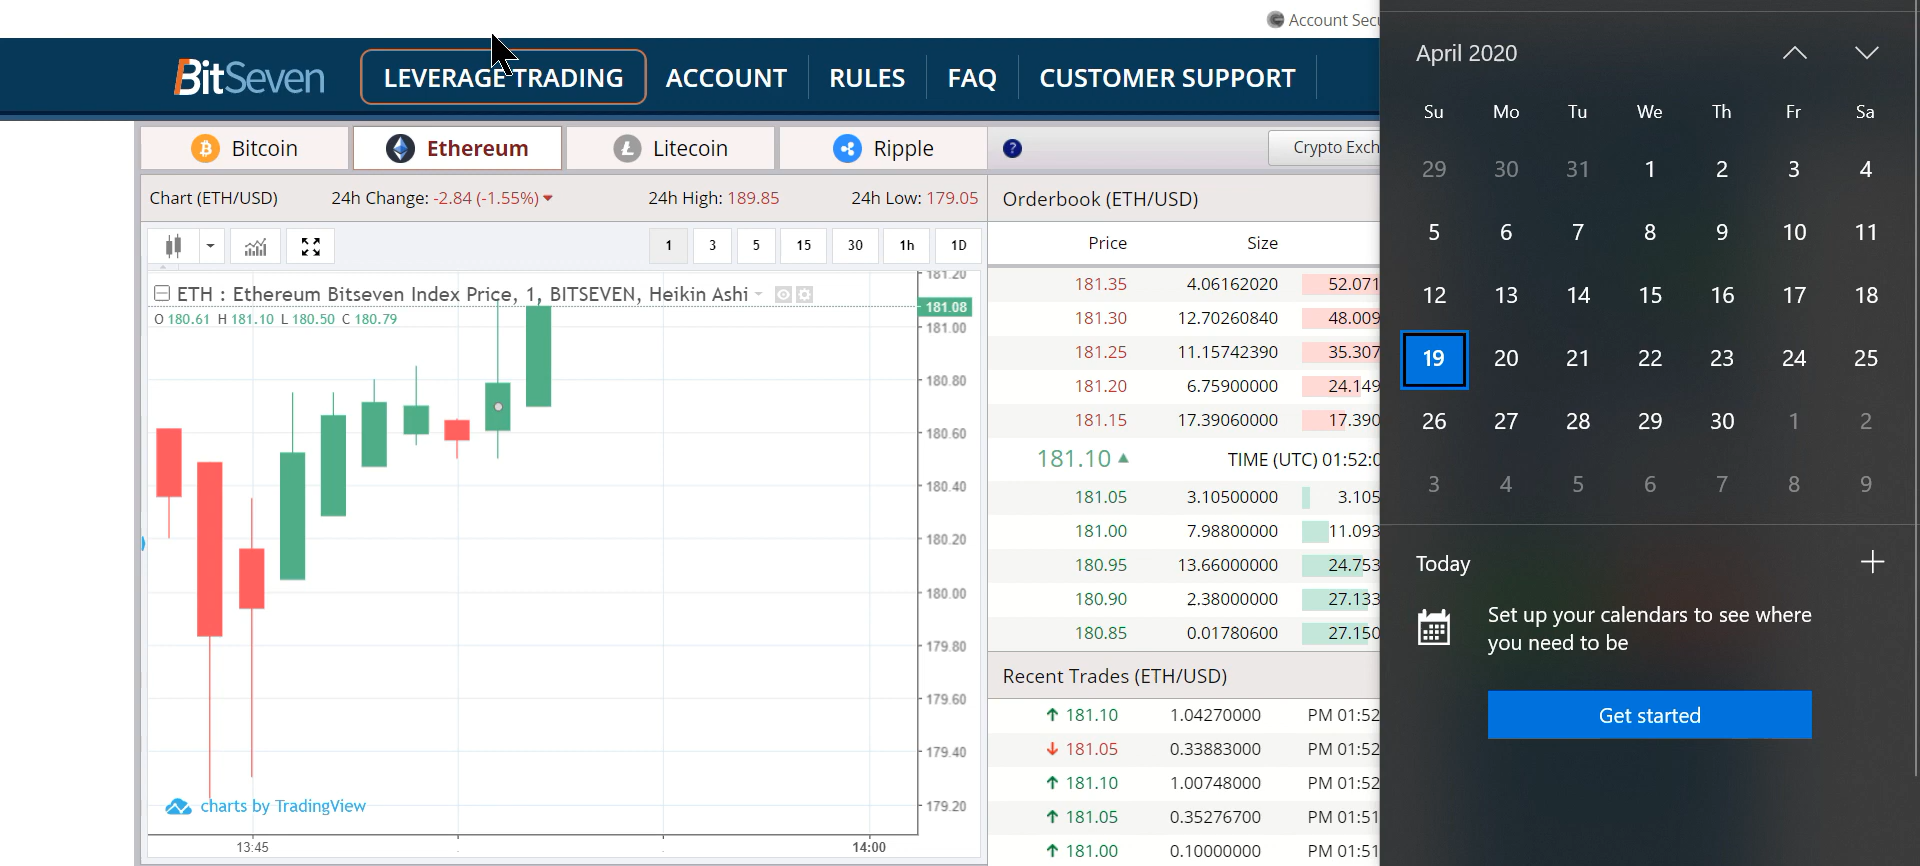 Account Secu
BitSeven LEVERAGE TRADING ACCOUNT RULES FAQ CUSTOMER SUPPORT
Bitcoin Ethereum Litecoin Ripple ? Crypto Exch
Chart (ETH/USD) 24h Change: -2.84 (-1.55%) 24h High: 189.85 24h Low: 179.05
1 3 5 15 30 1h 1D
ETH : Ethereum Bitseven Index Price, 1, BITSEVEN, Heikin Ashi
O 180.61 H 181.10 L 180.50 C 180.79
181.20
181.08
181.00
180.80
180.60
180.40
180.20
180.00
179.80
179.60
179.40
179.20
charts by TradingView
13:45 14:00
Orderbook (ETH/USD)
Price Size
181.35 4.06162020 52.071
181.30 12.70260840 48.009
181.25 11.15742390 35.307
181.20 6.75900000 24.149
181.15 17.39060000 17.390
181.10 TIME (UTC) 01:52:0
181.05 3.10500000 3.105
181.00 7.98800000 11.093
180.95 13.66000000 24.753
180.90 2.38000000 27.133
180.85 0.01780600 27.150
Recent Trades (ETH/USD)
181.10 1.04270000 PM 01:52
181.05 0.33883000 PM 01:52
181.10 1.00748000 PM 01:52
181.05 0.35276700 PM 01:51
181.00 0.10000000 PM 01:51
April 2020
Su Mo Tu We Th Fr Sa
29 30 31 1 2 3 4
5 6 7 8 9 10 11
12 13 14 15 16 17 18
19 20 21 22 23 24 25
26 27 28 29 30 1 2
3 4 5 6 7 8 9
Today
Set up your calendars to see where
you need to be
Get started